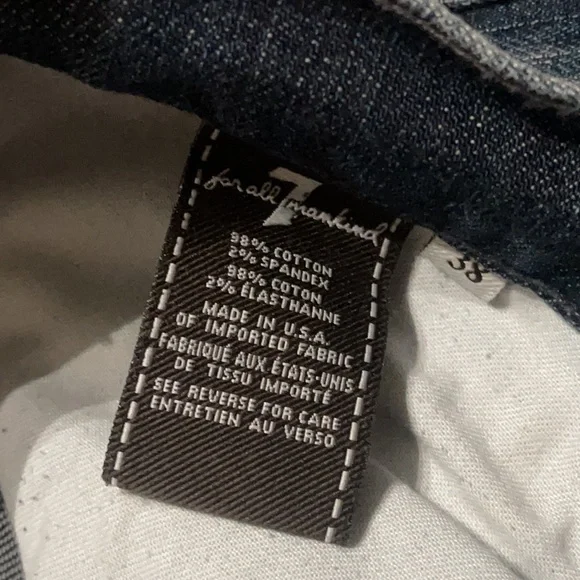 7
for all mankind
98% COTTON
2% SPANDEX
98% COTON
2% ÉLASTHANNE
MADE IN U.S.A.
OF IMPORTED FABRIC
FABRIQUÉ AUX ÉTATS-UNIS
DE TISSU IMPORTÉ
SEE REVERSE FOR CARE
ENTRETIEN AU VERSO
38